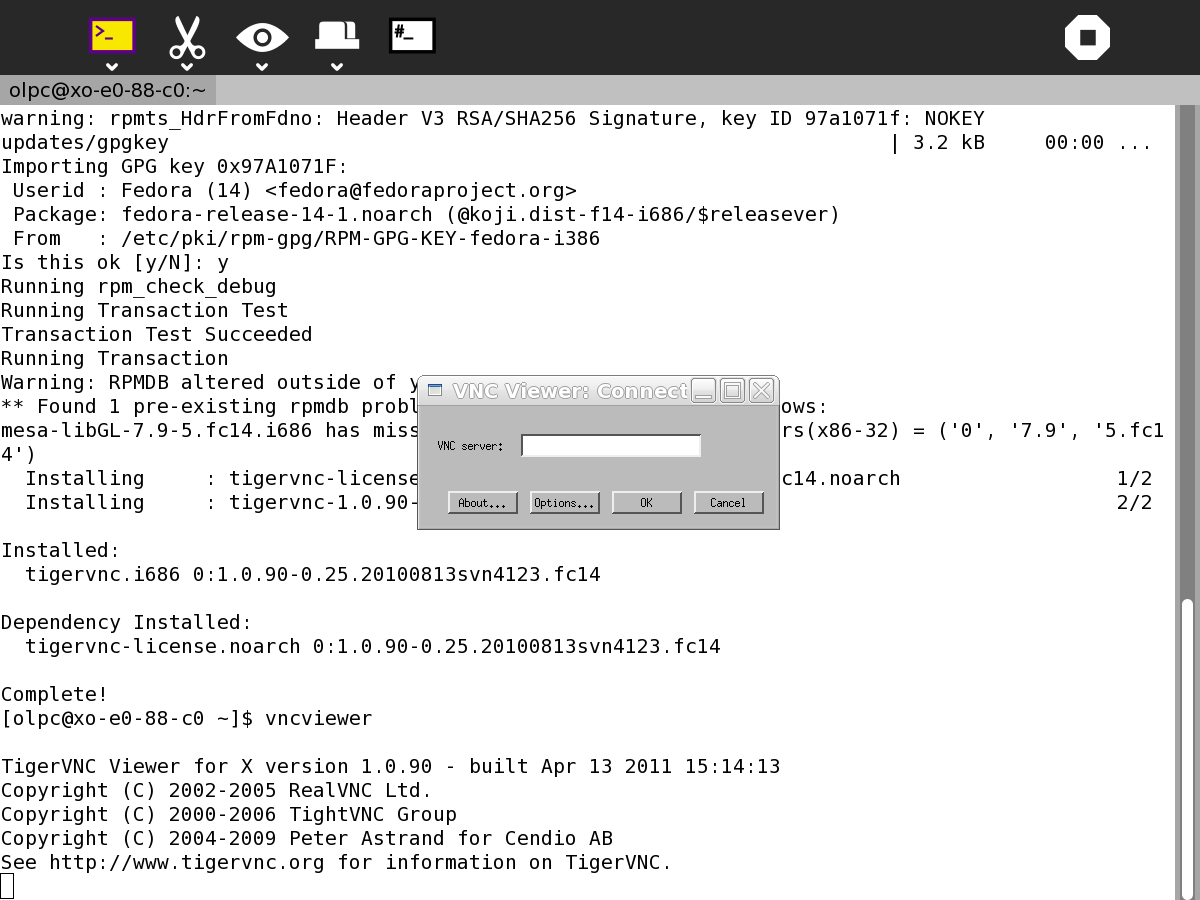 >_
#_
olpc@xo-e0-88-c0:~
warning: rpmts_HdrFromFdno: Header V3 RSA/SHA256 Signature, key ID 97a1071f: NOKEY
updates/gpgkey | 3.2 kB 00:00 ...
Importing GPG key 0x97A1071F:
Userid : Fedora (14) <fedora@fedoraproject.org>
Package: fedora-release-14-1.noarch (@koji.dist-f14-i686/$releasever)
From : /etc/pki/rpm-gpg/RPM-GPG-KEY-fedora-i386
Is this ok [y/N]: y
Running rpm_check_debug
Running Transaction Test
Transaction Test Succeeded
Running Transaction
Warning: RPMDB altered outside of y
** Found 1 pre-existing rpmdb probl ows:
mesa-libGL-7.9-5.fc14.i686 has miss rs(x86-32) = ('0', '7.9', '5.fc1
4')
Installing : tigervnc-license c14.noarch 1/2
Installing : tigervnc-1.0.90- 2/2
VNC Viewer: Connect
VNC server:
About... Options... OK Cancel
Installed:
tigervnc.i686 0:1.0.90-0.25.20100813svn4123.fc14
Dependency Installed:
tigervnc-license.noarch 0:1.0.90-0.25.20100813svn4123.fc14
Complete!
[olpc@xo-e0-88-c0 ~]$ vncviewer
TigerVNC Viewer for X version 1.0.90 - built Apr 13 2011 15:14:13
Copyright (C) 2002-2005 RealVNC Ltd.
Copyright (C) 2000-2006 TightVNC Group
Copyright (C) 2004-2009 Peter Astrand for Cendio AB
See http://www.tigervnc.org for information on TigerVNC.